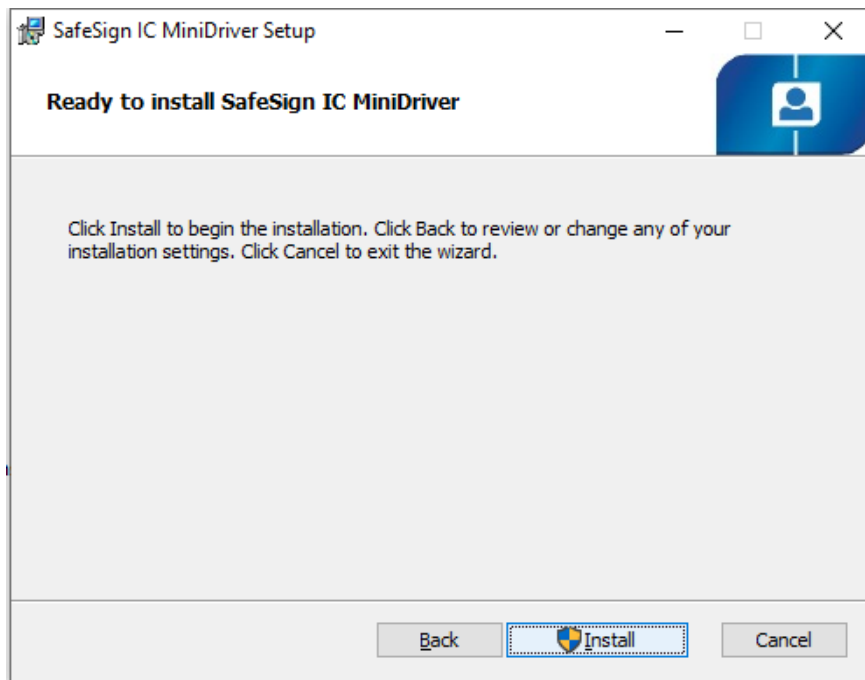 SafeSign IC MiniDriver Setup
Ready to install SafeSign IC MiniDriver
Click Install to begin the installation. Click Back to review or change any of your
installation settings. Click Cancel to exit the wizard.
Back Install Cancel